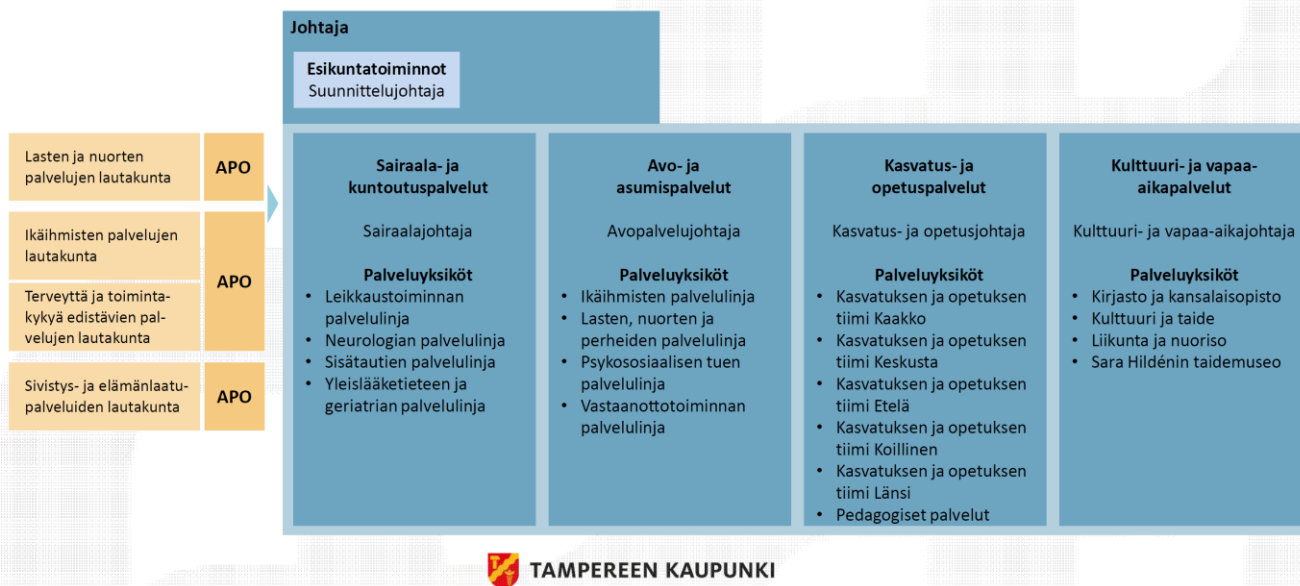 Johtaja
Esikuntatoiminnot
Suunnittelujohtaja
Lasten ja nuorten
palvelujen lautakunta
APO
Ikäihmisten palvelujen
lautakunta
Terveyttä ja toiminta-
kykyä edistävien pal-
velujen lautakunta
APO
Sivistys- ja elämänlaatu-
palveluiden lautakunta
APO
Sairaala- ja
kuntoutuspalvelut
Sairaalajohtaja
Palveluyksiköt
• Leikkaustoiminnan
palvelulinja
• Neurologian palvelulinja
• Sisätautien palvelulinja
• Yleislääketieteen ja
geriatrian palvelulinja
Avo- ja
asumispalvelut
Avopalvelujohtaja
Palveluyksiköt
• Ikäihmisten palvelulinja
• Lasten, nuorten ja
perheiden palvelulinja
• Psykososiaalisen tuen
palvelulinja
• Vastaanottotoiminnan
palvelulinja
Kasvatus- ja
opetuspalvelut
Kasvatus- ja opetusjohtaja
Palveluyksiköt
• Kasvatuksen ja opetuksen
tiimi Kaakko
• Kasvatuksen ja opetuksen
tiimi Keskusta
• Kasvatuksen ja opetuksen
tiimi Etelä
• Kasvatuksen ja opetuksen
tiimi Koillinen
• Kasvatuksen ja opetuksen
tiimi Länsi
• Pedagogiset palvelut
Kulttuuri- ja vapaa-
aikapalvelut
Kulttuuri- ja vapaa-aikajohtaja
Palveluyksiköt
• Kirjasto ja kansalaisopisto
• Kulttuuri ja taide
• Liikunta ja nuoriso
• Sara Hildénin taidemuseo
TAMPEREEN KAUPUNKI